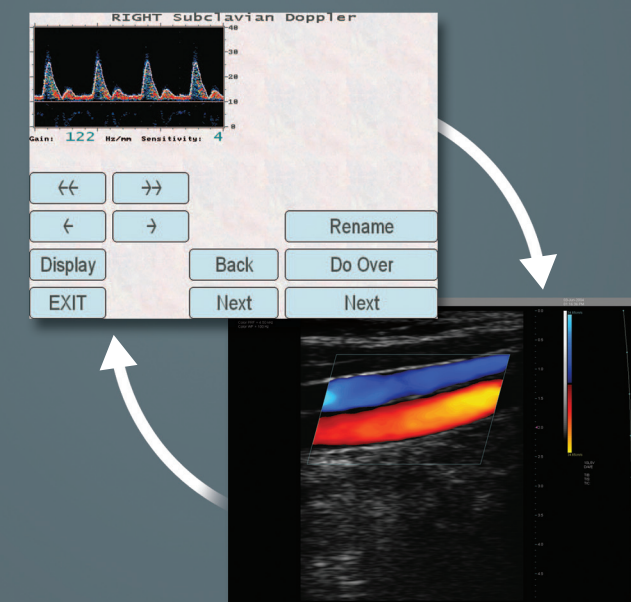 RIGHT Subclavian Doppler
40
30
20
10
0
Gain: 122 Hz/mm Sensitivity: 4
←← →→
← → Rename
Display Back Do Over
EXIT Next Next